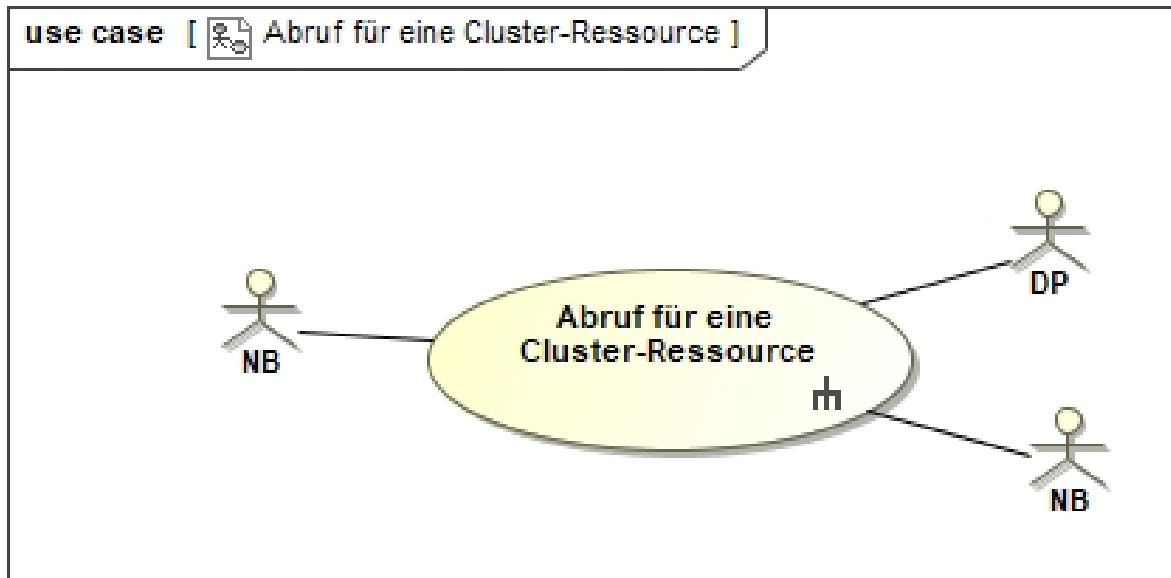 use case [ Abruf für eine Cluster-Ressource ]
DP
Abruf für eine
Cluster-Ressource
NB
NB